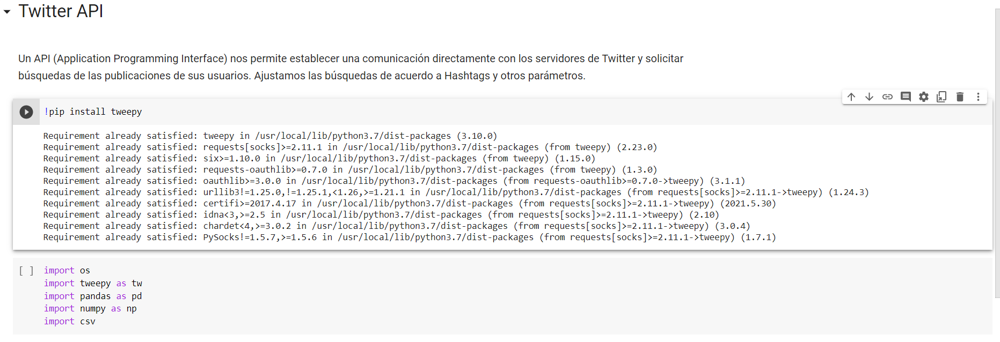 Twitter API
Un API (Application Programming Interface) nos permite establecer una comunicación directamente con los servidores de Twitter y solicitar
búsquedas de las publicaciones de sus usuarios. Ajustamos las búsquedas de acuerdo a Hashtags y otros parámetros.
!pip install tweepy
Requirement already satisfied: tweepy in /usr/local/lib/python3.7/dist-packages (3.10.0)
Requirement already satisfied: requests[socks]>=2.11.1 in /usr/local/lib/python3.7/dist-packages (from tweepy) (2.23.0)
Requirement already satisfied: six>=1.10.0 in /usr/local/lib/python3.7/dist-packages (from tweepy) (1.15.0)
Requirement already satisfied: requests-oauthlib>=0.7.0 in /usr/local/lib/python3.7/dist-packages (from tweepy) (1.3.0)
Requirement already satisfied: oauthlib>=3.0.0 in /usr/local/lib/python3.7/dist-packages (from requests-oauthlib>=0.7.0->tweepy) (3.1.1)
Requirement already satisfied: urllib3!=1.25.0,!=1.25.1,<1.26,>=1.21.1 in /usr/local/lib/python3.7/dist-packages (from requests[socks]>=2.11.1->tweepy) (1.24.3)
Requirement already satisfied: certifi>=2017.4.17 in /usr/local/lib/python3.7/dist-packages (from requests[socks]>=2.11.1->tweepy) (2021.5.30)
Requirement already satisfied: idna<3,>=2.5 in /usr/local/lib/python3.7/dist-packages (from requests[socks]>=2.11.1->tweepy) (2.10)
Requirement already satisfied: chardet<4,>=3.0.2 in /usr/local/lib/python3.7/dist-packages (from requests[socks]>=2.11.1->tweepy) (3.0.4)
Requirement already satisfied: PySocks!=1.5.7,>=1.5.6 in /usr/local/lib/python3.7/dist-packages (from requests[socks]>=2.11.1->tweepy) (1.7.1)
[ ] import os
import tweepy as tw
import pandas as pd
import numpy as np
import csv